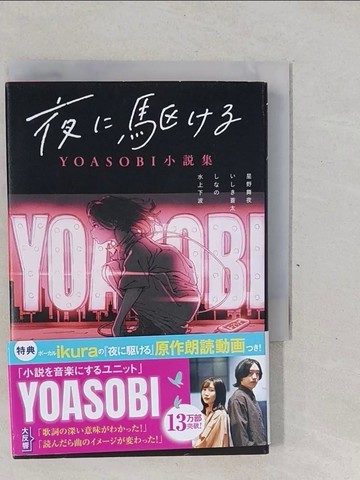 夜に駆ける
YOASOBI小説集
星野舞夜
いしき蒼太
しなの
水上下波
YOASOBI
特典 ボーカルikuraの「夜に駆ける」原作朗読動画つき!
「小説を音楽にするユニット」
YOASOBI
13万部突破!
大反響
「歌詞の深い意味がわかった!」
「読んだら曲のイメージが変わった!」